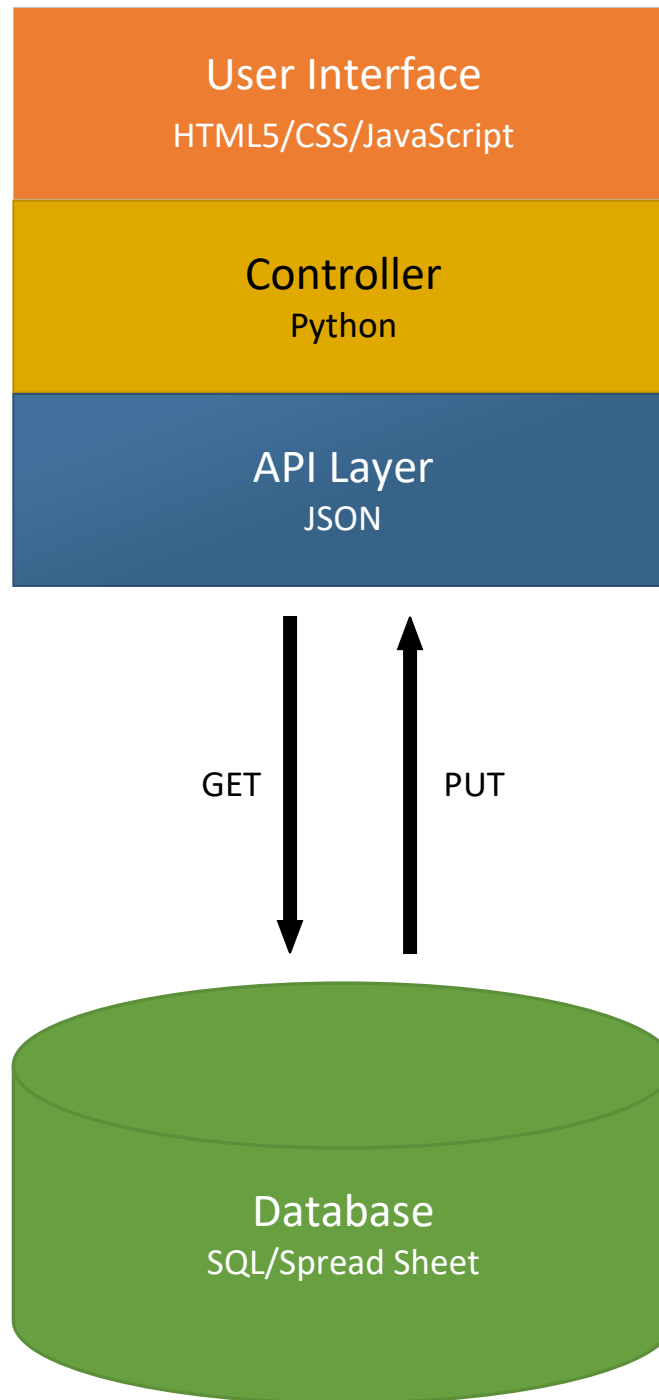 User Interface
HTML5/CSS/JavaScript
Controller
Python
API Layer
JSON
GET
PUT
Database
SQL/Spread Sheet